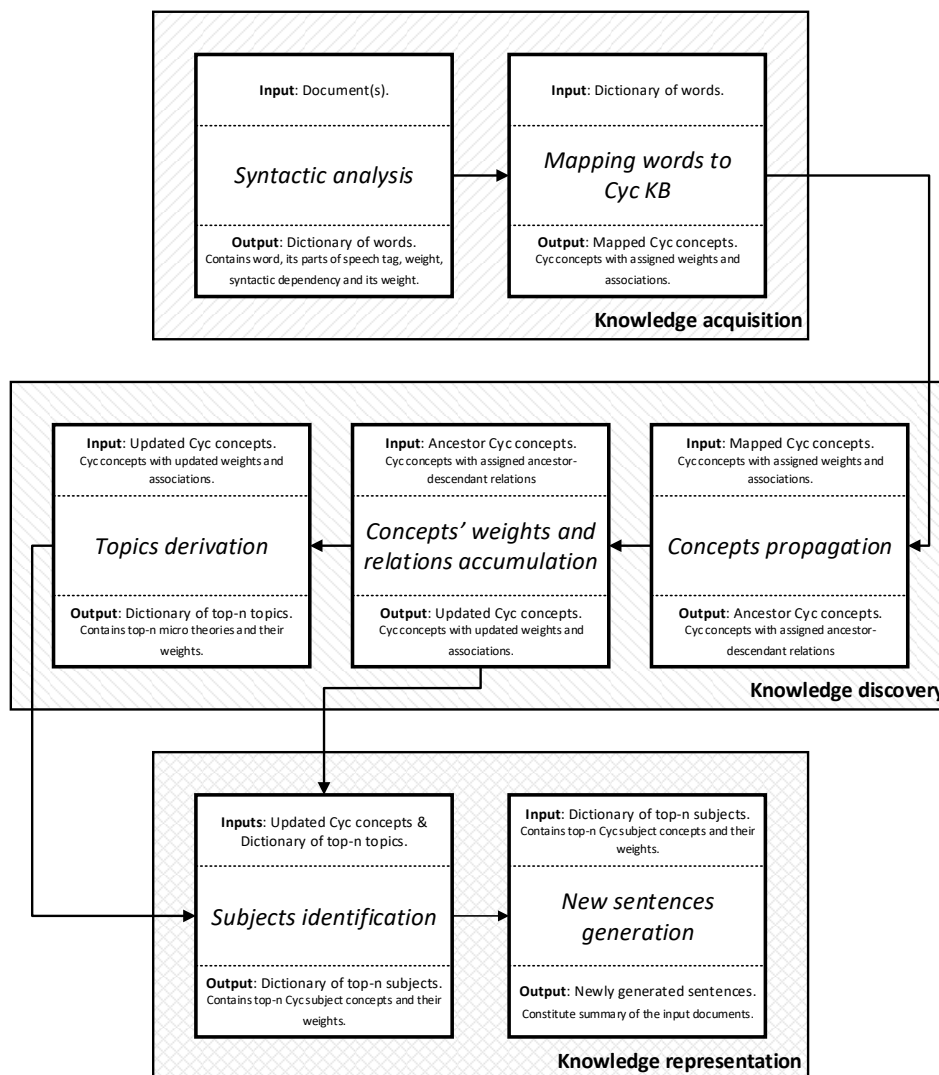 Input: Document(s).
Syntactic analysis
Output: Dictionary of words.
Contains word, its parts of speech tag, weight,
syntactic dependency and its weight.
Input: Dictionary of words.
Mapping words to
Cyc KB
Output: Mapped Cyc concepts.
Cyc concepts with assigned weights and
associations.
Knowledge acquisition
Input: Updated Cyc concepts.
Cyc concepts with updated weights and
associations.
Topics derivation
Output: Dictionary of top-n topics.
Contains top-n micro theories and their
weights.
Input: Ancestor Cyc concepts.
Cyc concepts with assigned ancestor-
descendant relations
Concepts’ weights and
relations accumulation
Output: Updated Cyc concepts.
Cyc concepts with updated weights and
associations.
Input: Mapped Cyc concepts.
Cyc concepts with assigned weights and
associations.
Concepts propagation
Output: Ancestor Cyc concepts.
Cyc concepts with assigned ancestor-
descendant relations
Knowledge discovery
Inputs: Updated Cyc concepts &
Dictionary of top-n topics.
Subjects identification
Output: Dictionary of top-n subjects.
Contains top-n Cyc subject concepts and their
weights.
Input: Dictionary of top-n subjects.
Contains top-n Cyc subject concepts and their
weights.
New sentences
generation
Output: Newly generated sentences.
Constitute summary of the input documents.
Knowledge representation